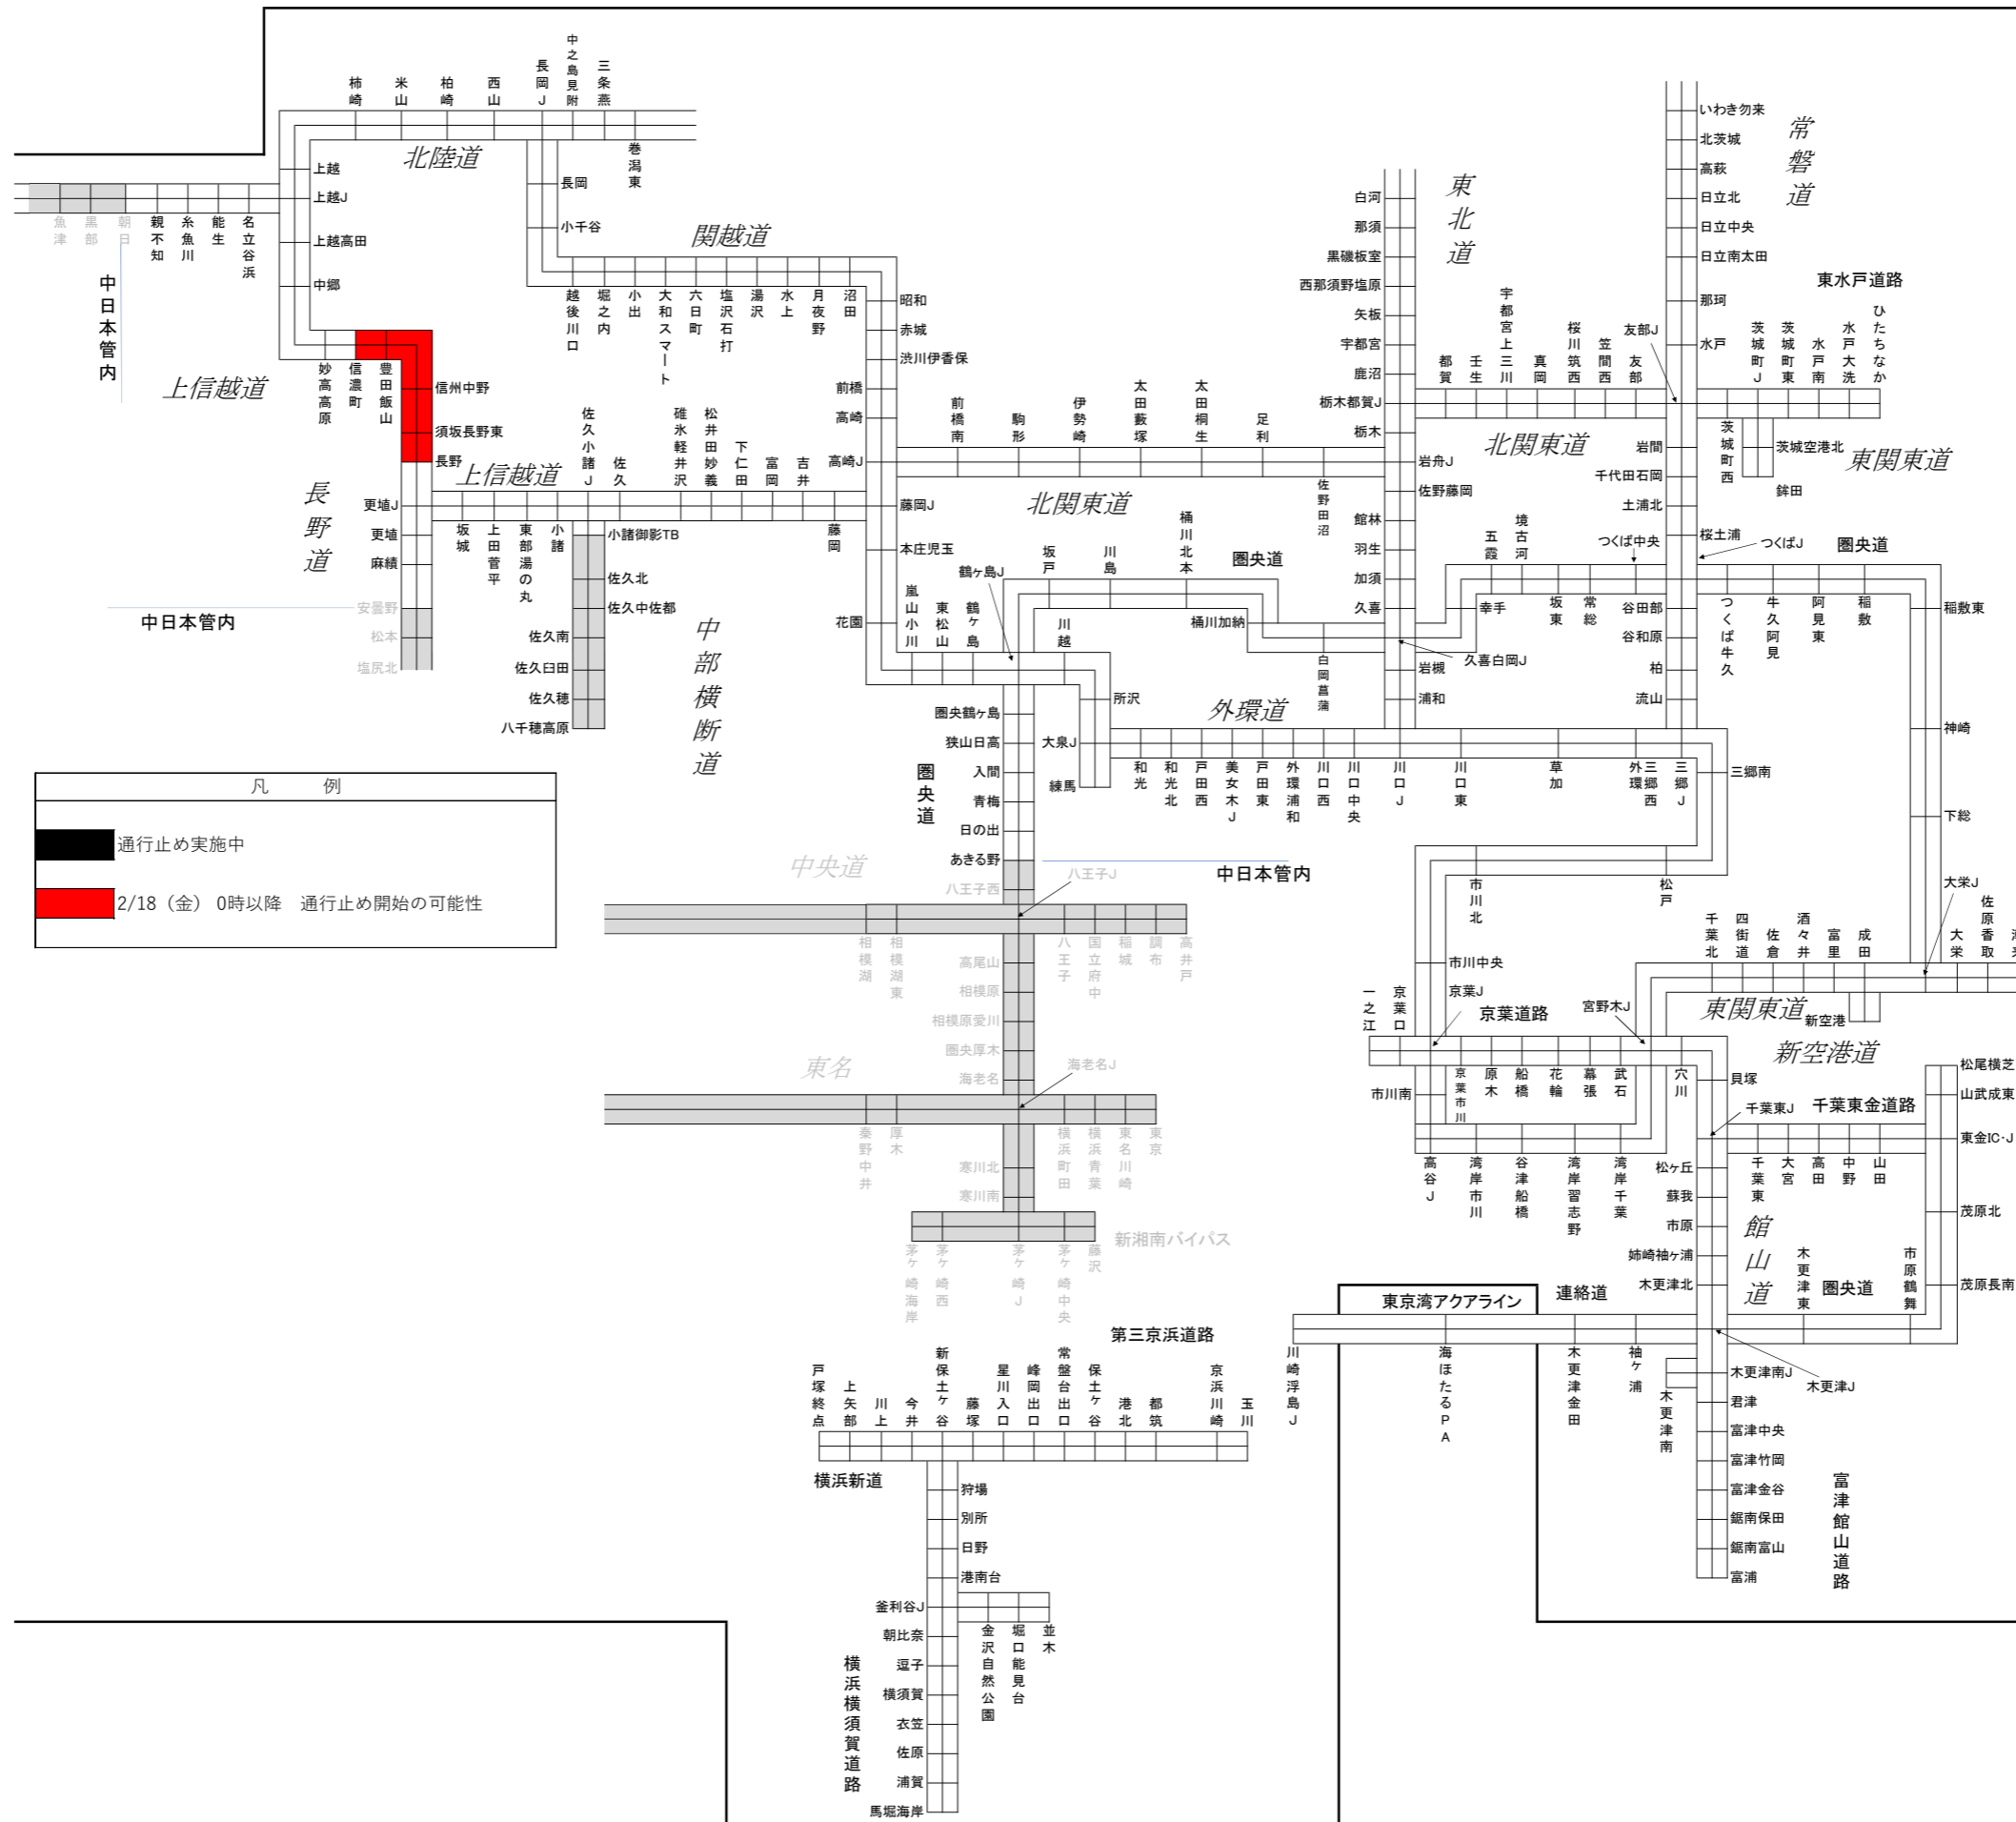 柿崎
米山
柏崎
西山
長岡J
中之島見附
三条燕
巻潟東
北陸道
上越
上越J
上越高田
中郷
魚津
黒部
朝日
親不知
糸魚川
能生
名立谷浜
中日本管内
上信越道
妙高高原
信濃町
豊田飯山
信州中野
須坂長野東
長野
長岡
小千谷
関越道
越後川口
堀之内
小出
大和スマート
六日町
塩沢石打
湯沢
水上
月夜野
沼田
昭和
赤城
渋川伊香保
前橋
高崎
高崎J
藤岡J
本庄児玉
花園
長野道
更埴J
更埴
麻績
安曇野
松本
塩尻北
中日本管内
上信越道
坂城
上田菅平
東部湯の丸
小諸
佐久小諸J
佐久
碓氷軽井沢
松井田妙義
下仁田
富岡
吉井
藤岡
小諸御影TB
佐久北
佐久中佐都
佐久南
佐久臼田
佐久穂
八千穂高原
中部横断道
前橋南
駒形
伊勢崎
太田藪塚
太田桐生
足利
佐野田沼
北関東道
白河
那須
黒磯板室
西那須野塩原
矢板
宇都宮
鹿沼
栃木都賀J
栃木
岩舟J
佐野藤岡
館林
羽生
加須
久喜
久喜白岡J
岩槻
浦和
東北道
都賀
壬生
宇都宮上三川
真岡
桜川筑西
笠間西
友部
友部J
北関東道
いわき勿来
北茨城
高萩
日立北
日立中央
日立南太田
那珂
水戸
岩間
千代田石岡
土浦北
桜土浦
つくばJ
谷田部
谷和原
柏
流山
常磐道
東水戸道路
茨城町J
茨城町東
水戸南
水戸大洗
ひたちなか
茨城町西
茨城空港北
鉾田
東関東道
嵐山小川
東松山
鶴ヶ島
鶴ヶ島J
川越
所沢
坂戸
川島
桶川北本
圏央道
桶川加納
白岡菖蒲
幸手
五霞
境古河
坂東
常総
つくば中央
圏央道
つくば牛久
牛久阿見
阿見東
稲敷
稲敷東
神崎
下総
圏央鶴ヶ島
狭山日高
入間
青梅
日の出
あきる野
八王子西
圏央道
外環道
大泉J
練馬
和光
和光北
戸田西
美女木J
戸田東
外環浦和
川口西
川口中央
川口J
川口東
草加
外環三郷西
三郷J
三郷南
凡 例
通行止め実施中
2/18(金) 0時以降 通行止め開始の可能性
中央道
八王子J
中日本管内
相模湖
相模湖東
八王子
国立府中
稲城
調布
高井戸
高尾山
相模原
相模原愛川
圏央厚木
海老名
海老名J
東名
秦野中井
厚木
横浜町田
横浜青葉
東名川崎
東京
寒川北
寒川南
茅ケ崎海岸
茅ケ崎西
茅ケ崎J
茅ケ崎中央
藤沢
新湘南バイパス
市川北
松戸
市川中央
京葉J
一之江
京葉口
京葉道路
宮野木J
市川南
京葉市川
原木
船橋
花輪
幕張
武石
穴川
貝塚
高谷J
湾岸市川
谷津船橋
湾岸習志野
湾岸千葉
千葉北
四街道
佐倉
酒々井
富里
成田
大栄J
大栄
佐原香取
東関東道
新空港
新空港道
千葉東J
千葉東金道路
千葉東
大宮
高田
中野
山田
松尾横芝
山武成東
東金IC・J
茂原北
茂原長南
松ヶ丘
蘇我
市原
姉崎袖ヶ浦
木更津北
館山道
木更津東
圏央道
市原鶴舞
木更津J
東京湾アクアライン
連絡道
川崎浮島J
海ほたるPA
木更津金田
袖ケ浦
木更津南
木更津南J
君津
富津中央
富津竹岡
富津金谷
鋸南保田
鋸南富山
富浦
富津館山道路
第三京浜道路
戸塚終点
上矢部
川上
今井
新保土ケ谷
藤塚
星川入口
峰岡出口
常盤台出口
保土ケ谷
港北
都筑
京浜川崎
玉川
横浜新道
狩場
別所
日野
港南台
釜利谷J
朝比奈
逗子
横須賀
衣笠
佐原
浦賀
馬堀海岸
金沢自然公園
堀口能見台
並木
横浜横須賀道路